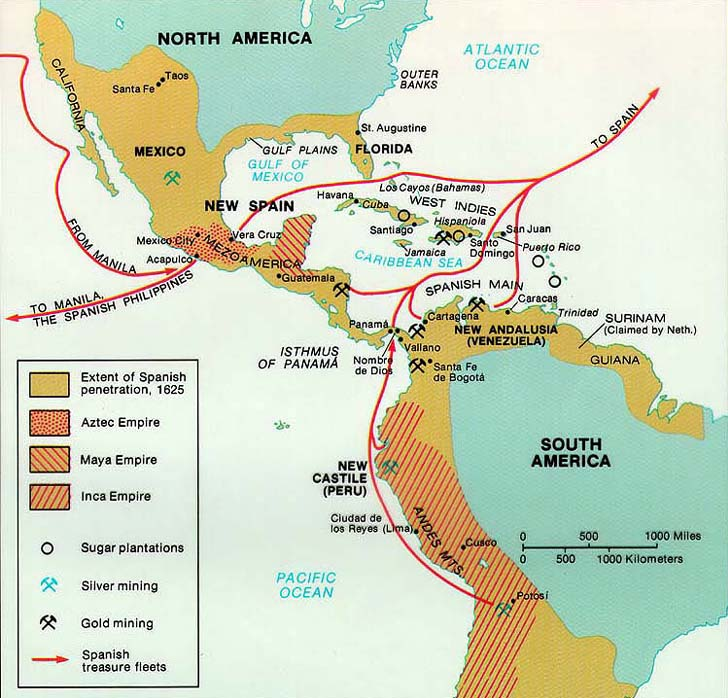 NORTH AMERICA
ATLANTIC
OCEAN
OUTER
BANKS
CALIFORNIA
Taos
Santa Fe
St. Augustine
TO SPAIN
MEXICO
GULF PLAINS
FLORIDA
GULF OF
MEXICO
Los Cayos (Bahamas)
NEW SPAIN
Havana
Cuba
WEST INDIES
Hispaniola
Santiago
San Juan
FROM MANILA
Mexico City
Vera Cruz
MEZOAMERICA
Jamaica
Santo
Domingo
Puerto Rico
Acapulco
CARIBBEAN SEA
Guatemala
SPANISH MAIN
TO MANILA,
THE SPANISH PHILIPPINES
Caracas
Trinidad
Cartagena
SURINAM
(Claimed by Neth.)
Panamá
NEW ANDALUSIA
(VENEZUELA)
Vallano
ISTHMUS
OF PANAMÁ
Nombre
de Dios
GUIANA
Santa Fe
de Bogotá
Extent of Spanish
penetration, 1625
Aztec Empire
Maya Empire
Inca Empire
Sugar plantations
Silver mining
Gold mining
Spanish
treasure fleets
SOUTH
AMERICA
NEW
CASTILE
(PERU)
Ciudad de
los Reyes (Lima)
ANDES MTS.
Cusco
0 500 1000 Miles
0 500 1000 Kilometers
PACIFIC
OCEAN
Potosí